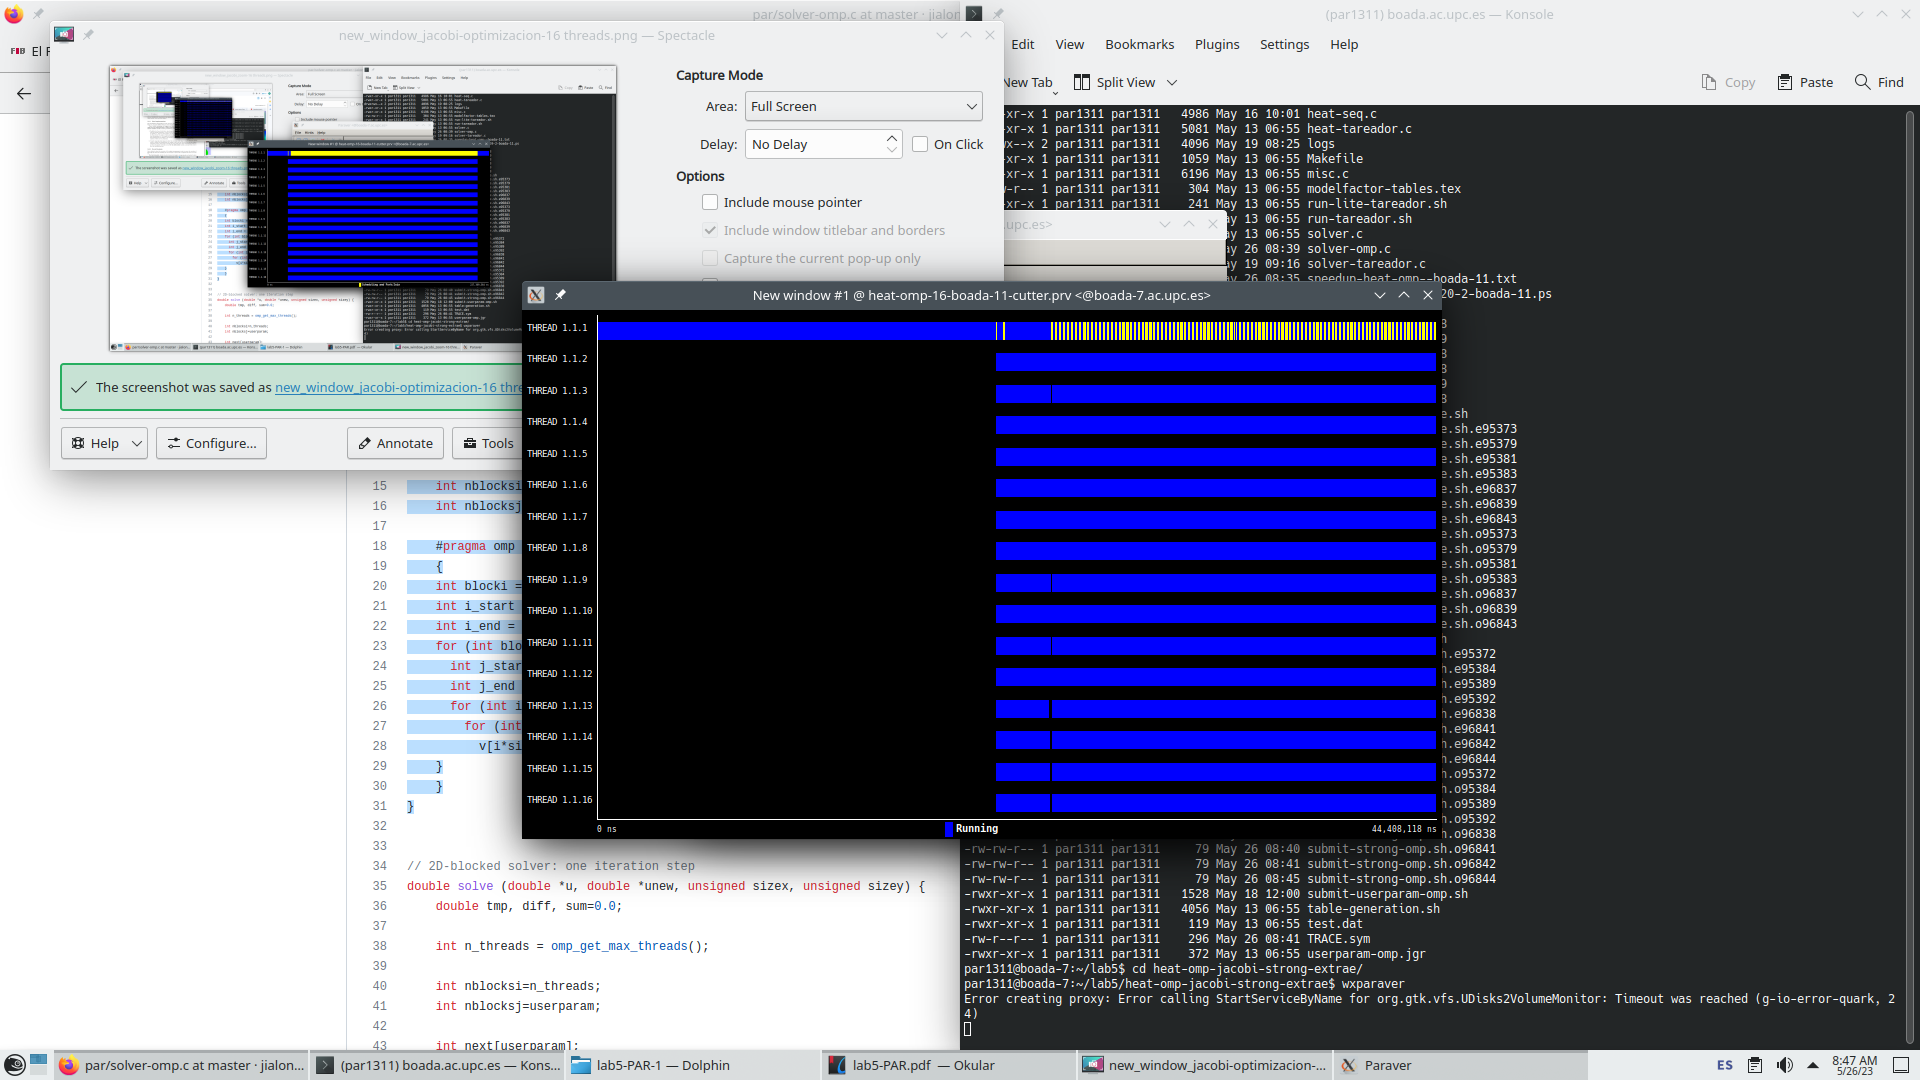 par/solver-omp.c at master · jialon
(par1311) boada.ac.upc.es — Konsole
new_window_jacobi-optimizacion-16 threads.png — Spectacle
FIB El F
Edit View Bookmarks Plugins Settings Help
New Tab Split View Copy Paste Find
Capture Mode
Area: Full Screen
Delay: No Delay On Click
Options
Include mouse pointer
Include window titlebar and borders
Capture the current pop-up only
The screenshot was saved as new_window_jacobi-optimizacion-16 thre
Help Configure... Annotate Tools
-xr-x 1 par1311 par1311 4986 May 16 10:01 heat-seq.c
-xr-x 1 par1311 par1311 5081 May 13 06:55 heat-tareador.c
wx--x 2 par1311 par1311 4096 May 19 08:25 logs
-xr-x 1 par1311 par1311 1059 May 13 06:55 Makefile
-xr-x 1 par1311 par1311 6196 May 13 06:55 misc.c
w-r-- 1 par1311 par1311 304 May 13 06:55 modelfactor-tables.tex
-xr-x 1 par1311 par1311 241 May 13 06:55 run-lite-tareador.sh
ay 13 06:55 run-tareador.sh
.upc.es>
ay 13 06:55 solver.c
ay 26 08:39 solver-omp.c
ay 19 09:16 solver-tareador.c
ay 26 08:35 speedup-heat-omp--boada-11.txt
20-2-boada-11.ps
New window #1 @ heat-omp-16-boada-11-cutter.prv <@boada-7.ac.upc.es>
THREAD 1.1.1
THREAD 1.1.2
THREAD 1.1.3
THREAD 1.1.4
THREAD 1.1.5
THREAD 1.1.6
THREAD 1.1.7
THREAD 1.1.8
THREAD 1.1.9
THREAD 1.1.10
THREAD 1.1.11
THREAD 1.1.12
THREAD 1.1.13
THREAD 1.1.14
THREAD 1.1.15
THREAD 1.1.16
0 ns Running 44,408,118 ns
8
9
8
8
9
8
e.sh
e.sh.e95373
e.sh.e95379
e.sh.e95381
e.sh.e95383
e.sh.e96837
e.sh.e96839
e.sh.e96843
e.sh.o95373
e.sh.o95379
e.sh.o95381
e.sh.o95383
e.sh.o96837
e.sh.o96839
e.sh.o96843
h
h.e95372
h.e95384
h.e95389
h.e95392
h.e96838
h.e96841
h.e96842
h.e96844
h.o95372
h.o95384
h.o95389
h.o95392
h.o96838
-rw-rw-r-- 1 par1311 par1311 79 May 26 08:40 submit-strong-omp.sh.o96841
-rw-rw-r-- 1 par1311 par1311 79 May 26 08:41 submit-strong-omp.sh.o96842
-rw-rw-r-- 1 par1311 par1311 79 May 26 08:45 submit-strong-omp.sh.o96844
-rwxr-xr-x 1 par1311 par1311 1528 May 18 12:00 submit-userparam-omp.sh
-rwxr-xr-x 1 par1311 par1311 4056 May 13 06:55 table-generation.sh
-rwxr-xr-x 1 par1311 par1311 119 May 13 06:55 test.dat
-rw-r--r-- 1 par1311 par1311 296 May 26 08:41 TRACE.sym
-rwxr-xr-x 1 par1311 par1311 372 May 13 06:55 userparam-omp.jgr
par1311@boada-7:~/lab5$ cd heat-omp-jacobi-strong-extrae/
par1311@boada-7:~/lab5/heat-omp-jacobi-strong-extrae$ wxparaver
Error creating proxy: Error calling StartServiceByName for org.gtk.vfs.UDisks2VolumeMonitor: Timeout was reached (g-io-error-quark, 2
4)
15 int nblocksi
16 int nblocksj
17
18 #pragma omp
19 {
20 int blocki =
21 int i_start
22 int i_end =
23 for (int blo
24 int j_star
25 int j_end
26 for (int i
27 for (int
28 v[i*si
29 }
30 }
31 }
32
33
34 // 2D-blocked solver: one iteration step
35 double solve (double *u, double *unew, unsigned sizex, unsigned sizey) {
36 double tmp, diff, sum=0.0;
37
38 int n_threads = omp_get_max_threads();
39
40 int nblocksi=n_threads;
41 int nblocksj=userparam;
42
43 int next[userparam];
par/solver-omp.c at master · jialon... (par1311) boada.ac.upc.es — Kons... lab5-PAR-1 — Dolphin lab5-PAR.pdf — Okular new_window_jacobi-optimizacion-... Paraver ES 8:47 AM
5/26/23